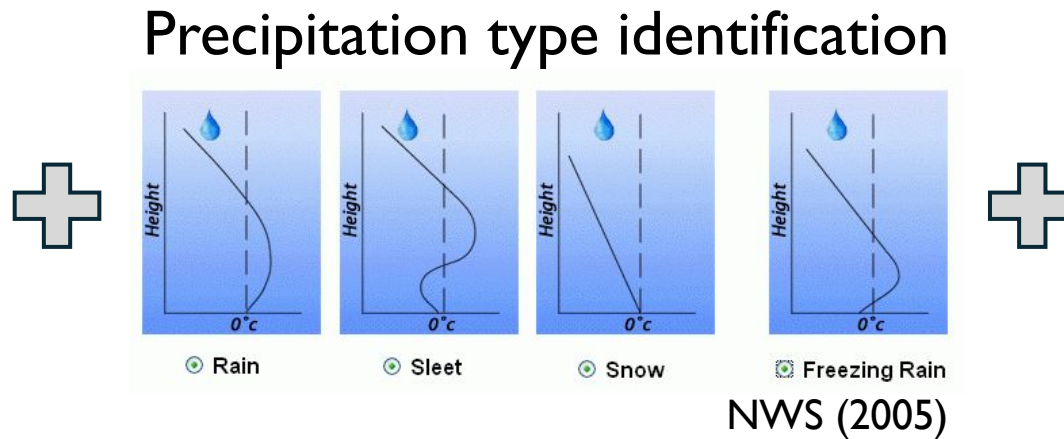 Precipitation type identification
Height
0°c
Rain
Height
0°c
Sleet
Height
0°c
Snow
Height
0°c
Freezing Rain
NWS (2005)